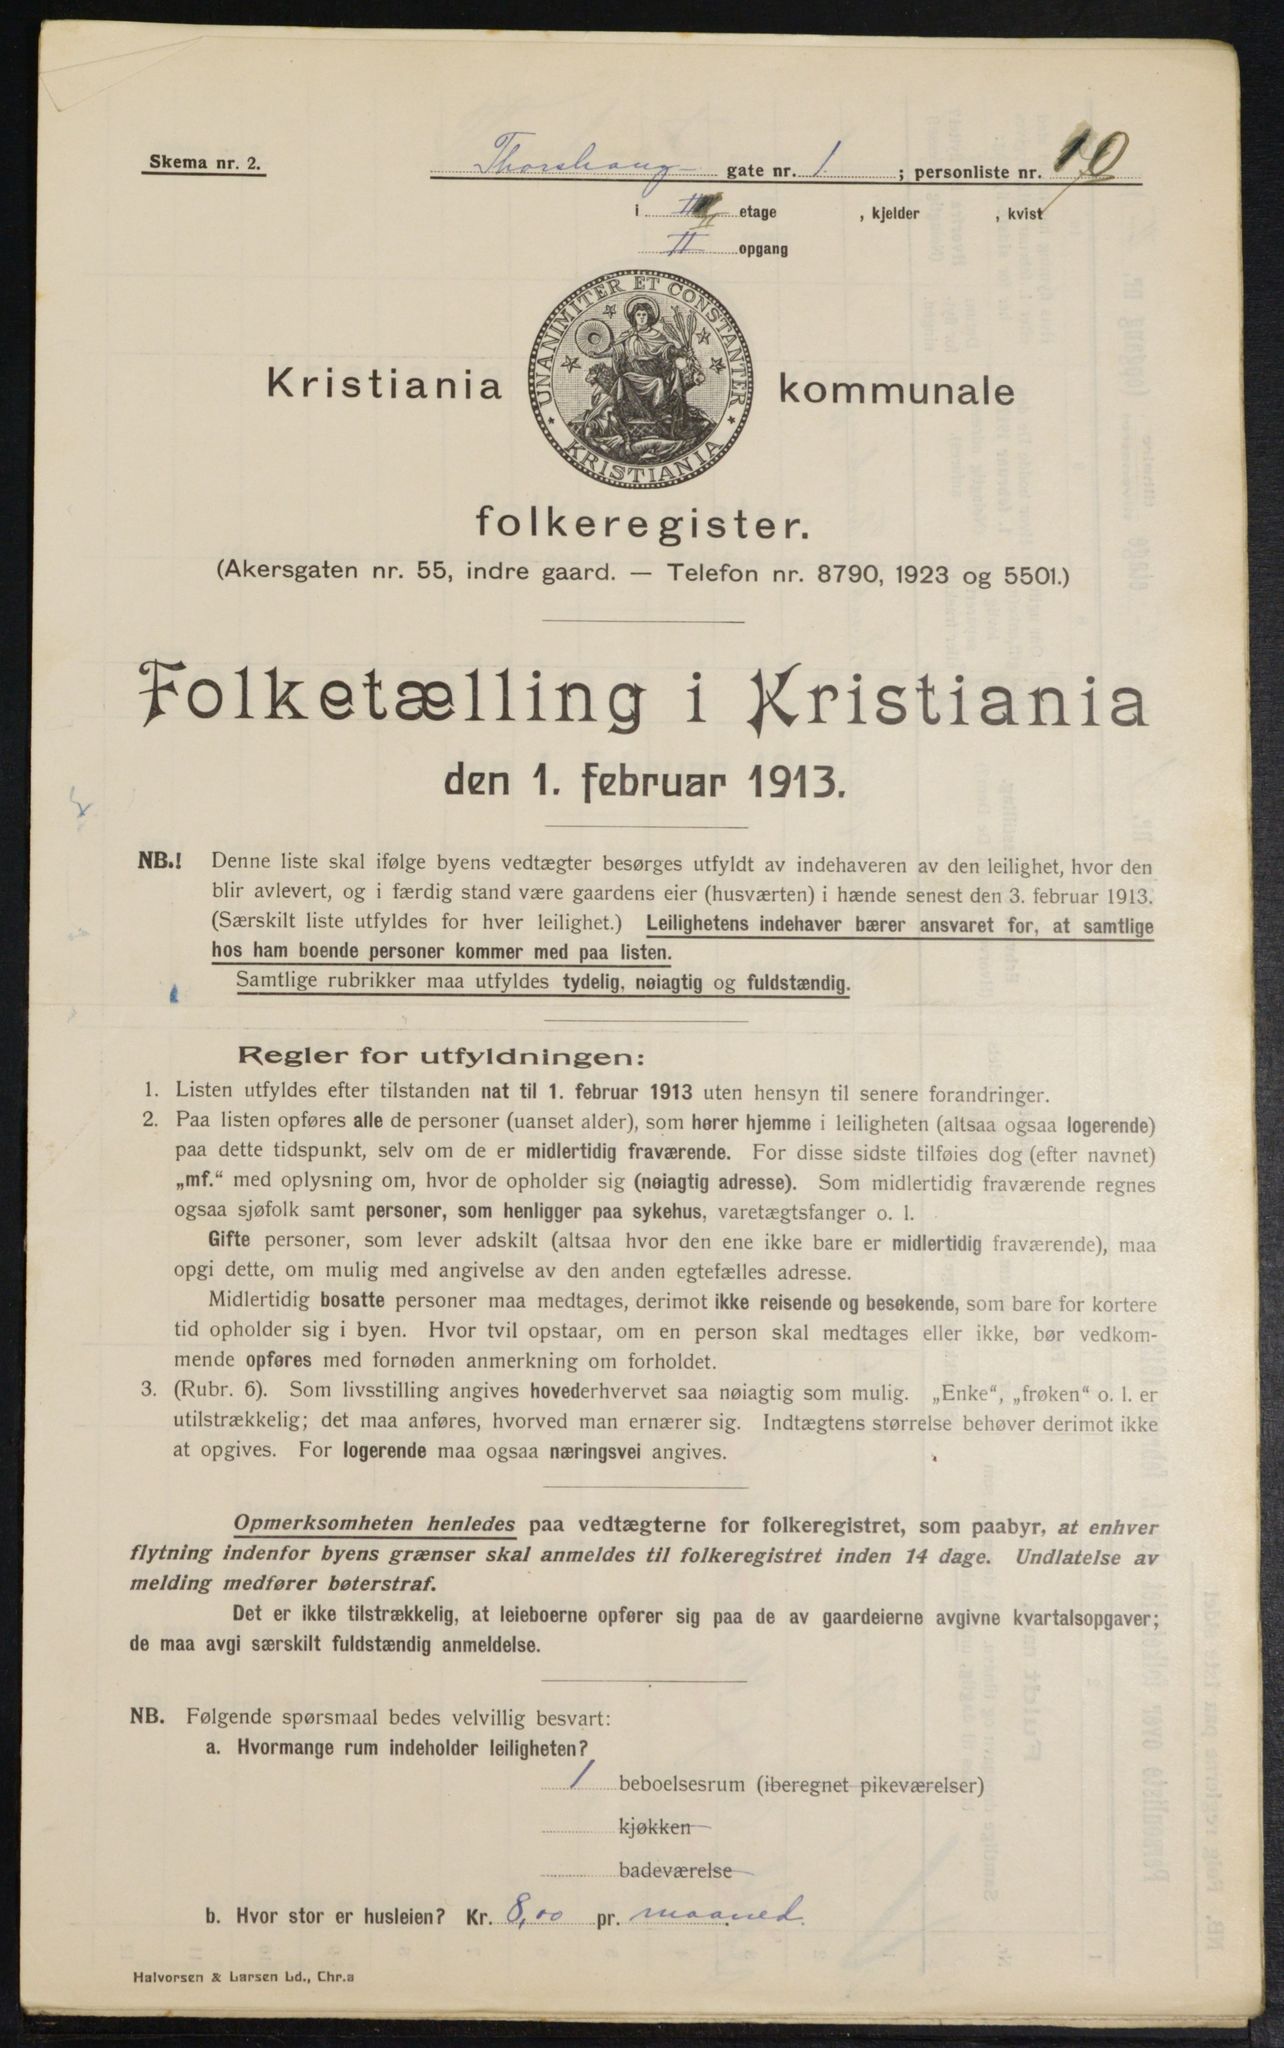 Skema nr. 2.
Thorshaug gate nr. 1 ; personliste nr. 10
i etage , kjelder , kvist
II opgang
UNANIMITER ET CONSTANTER
KRISTIANIA
Kristiania kommunale
folkeregister.
(Akersgaten nr. 55, indre gaard. — Telefon nr. 8790, 1923 og 5501.)
Folketælling i Kristiania
den 1. februar 1913.
NB.! Denne liste skal ifølge byens vedtægter besørges utfyldt av indehaveren av den leilighet, hvor den
blir avlevert, og i færdig stand være gaardens eier (husværten) i hænde senest den 3. februar 1913.
(Særskilt liste utfyldes for hver leilighet.) Leilighetens indehaver bærer ansvaret for, at samtlige
hos ham boende personer kommer med paa listen.
Samtlige rubrikker maa utfyldes tydelig, nøiagtig og fuldstændig.
Regler for utfyldningen:
1. Listen utfyldes efter tilstanden nat til 1. februar 1913 uten hensyn til senere forandringer.
2. Paa listen opføres alle de personer (uanset alder), som hører hjemme i leiligheten (altsaa ogsaa logerende)
paa dette tidspunkt, selv om de er midlertidig fraværende. For disse sidste tilføies dog (efter navnet)
„mf.“ med oplysning om, hvor de opholder sig (nøiagtig adresse). Som midlertidig fraværende regnes
ogsaa sjøfolk samt personer, som henligger paa sykehus, varetægtsfanger o. l.
Gifte personer, som lever adskilt (altsaa hvor den ene ikke bare er midlertidig fraværende), maa
opgi dette, om mulig med angivelse av den anden egtefælles adresse.
Midlertidig bosatte personer maa medtages, derimot ikke reisende og besøkende, som bare for kortere
tid opholder sig i byen. Hvor tvil opstaar, om en person skal medtages eller ikke, bør vedkom-
mende opføres med fornøden anmerkning om forholdet.
3. (Rubr. 6). Som livsstilling angives hovederhvervet saa nøiagtig som mulig. „Enke“, „frøken“ o. l. er
utilstrækkelig; det maa anføres, hvorved man ernærer sig. Indtægtens størrelse behøver derimot ikke
at opgives. For logerende maa ogsaa næringsvei angives.
Opmerksomheten henledes paa vedtægterne for folkeregistret, som paabyr, at enhver
flytning indenfor byens grænser skal anmeldes til folkeregistret inden 14 dage. Undlatelse av
melding medfører bøterstraf.
Det er ikke tilstrækkelig, at leieboerne opfører sig paa de av gaardeierne avgivne kvartalsopgaver;
de maa avgi særskilt fuldstændig anmeldelse.
NB. Følgende spørsmaal bedes velvillig besvart:
a. Hvormange rum indeholder leiligheten?
1 beboelsesrum (iberegnet pikeværelser)
kjøkken
badeværelse
b. Hvor stor er husleien? Kr. 8,00 pr. maaned.
Halvorsen & Larsen Ld., Chr.a